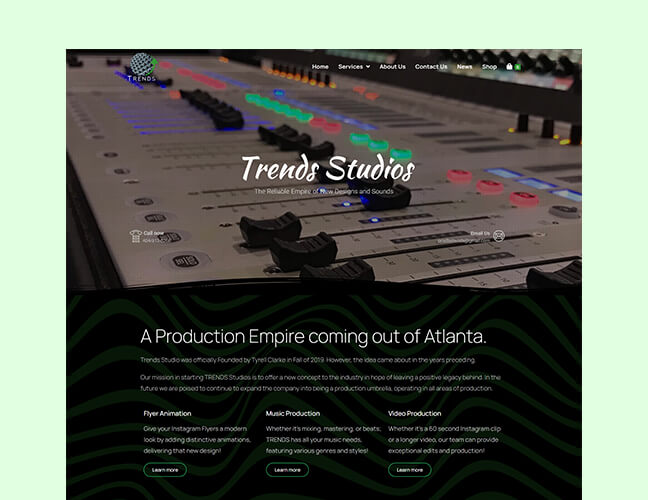 TRENDS
Home Services About Us Contact Us News Shop
Trends Studios
The Reliable Empire of New Designs and Sounds
Call now
Email Us
A Production Empire coming out of Atlanta.
Trends Studio was officially Founded by Tyrell Clarke in Fall of 2019. However, the idea came about in the years preceding.
Our mission in starting TRENDS Studios is to offer a new concept to the industry in hope of leaving a positive legacy behind. In the
future we are poised to continue to expand the company into being a production umbrella, operating in all areas of production.
Flyer Animation
Give your Instagram Flyers a modern
look by adding distinctive animations,
delivering that new design!
Learn more
Music Production
Whether it's mixing, mastering, or beats;
TRENDS has all your music needs,
featuring various genres and styles!
Learn more
Video Production
Whether it's a 60 second Instagram clip
or a longer video, our team can provide
exceptional edits and production!
Learn more